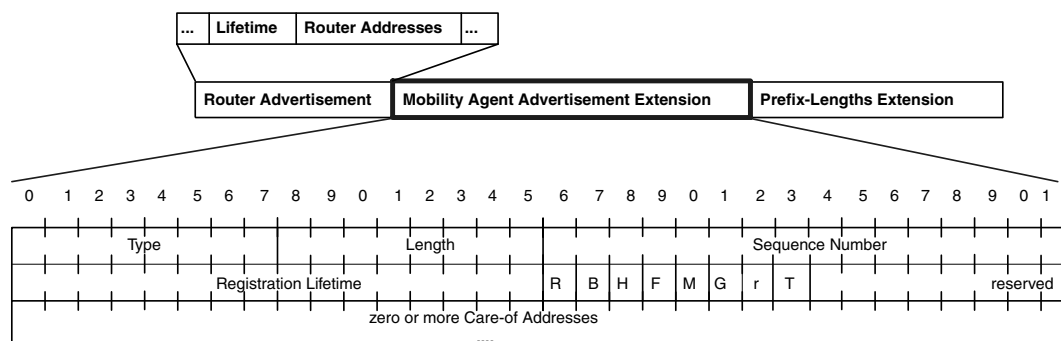 ... Lifetime Router Addresses ...
Router Advertisement Mobility Agent Advertisement Extension Prefix-Lengths Extension
0 1 2 3 4 5 6 7 8 9 0 1 2 3 4 5 6 7 8 9 0 1 2 3 4 5 6 7 8 9 0 1
Type Length Sequence Number
Registration Lifetime R B H F M G r T reserved
zero or more Care-of Addresses
....